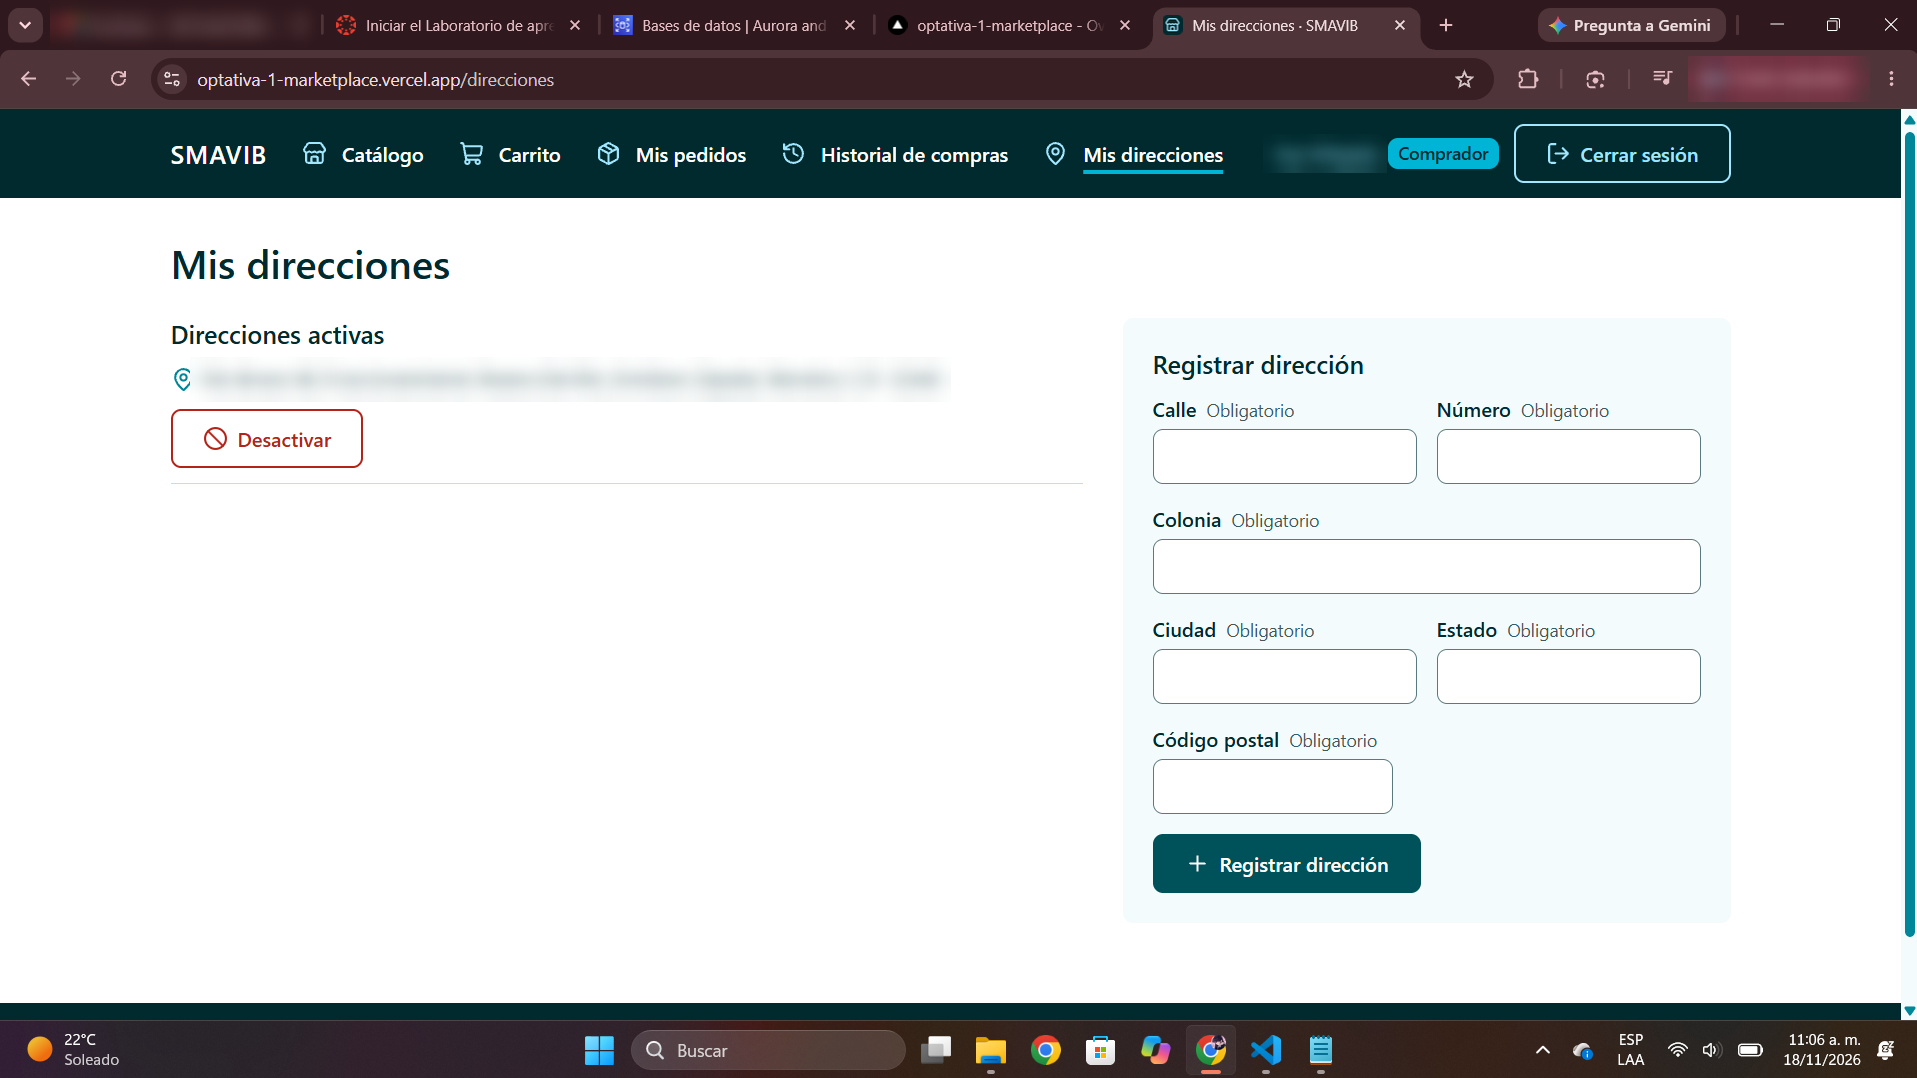 Iniciar el Laboratorio de apre
Bases de datos | Aurora and
optativa-1-marketplace - Ov
Mis direcciones · SMAVIB
Pregunta a Gemini
optativa-1-marketplace.vercel.app/direcciones
SMAVIB
Catálogo
Carrito
Mis pedidos
Historial de compras
Mis direcciones
Comprador
Cerrar sesión
Mis direcciones
Direcciones activas
Desactivar
Registrar dirección
Calle Obligatorio
Número Obligatorio
Colonia Obligatorio
Ciudad Obligatorio
Estado Obligatorio
Código postal Obligatorio
Registrar dirección
22°C
Soleado
Buscar
ESP
LAA
11:06 a. m.
18/11/2026